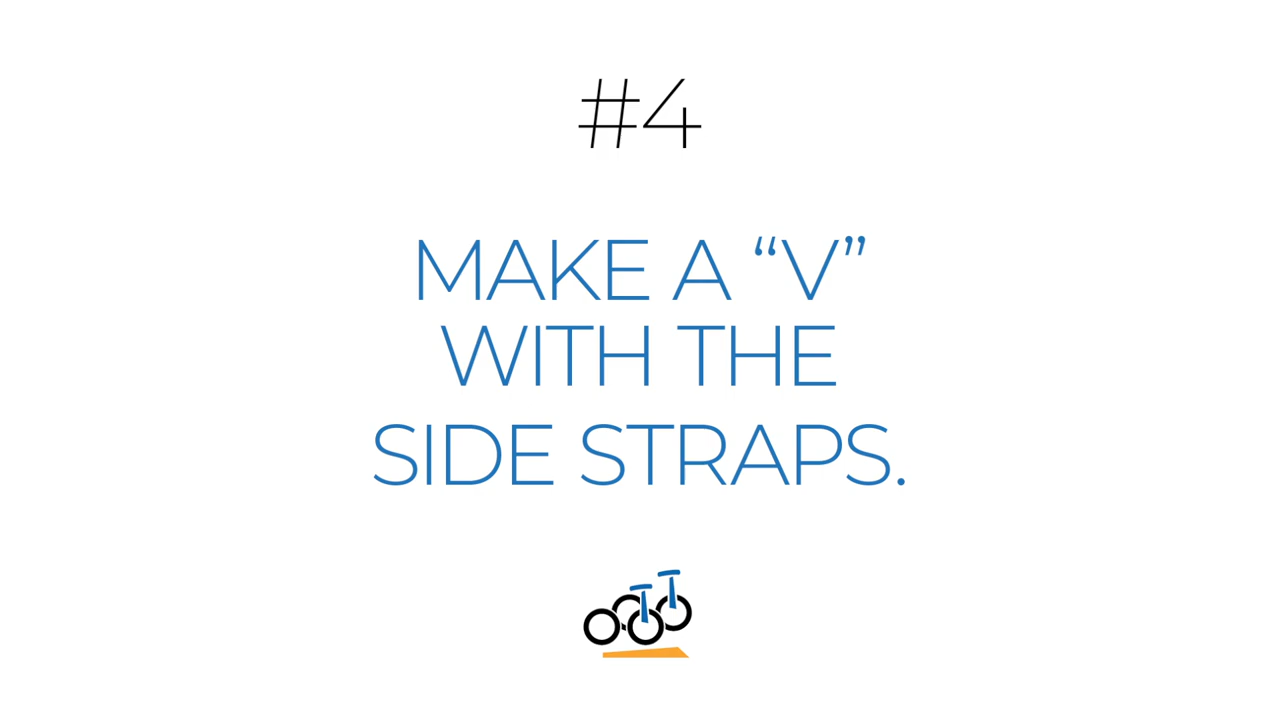 #4
MAKE A “V”
WITH THE
SIDE STRAPS.